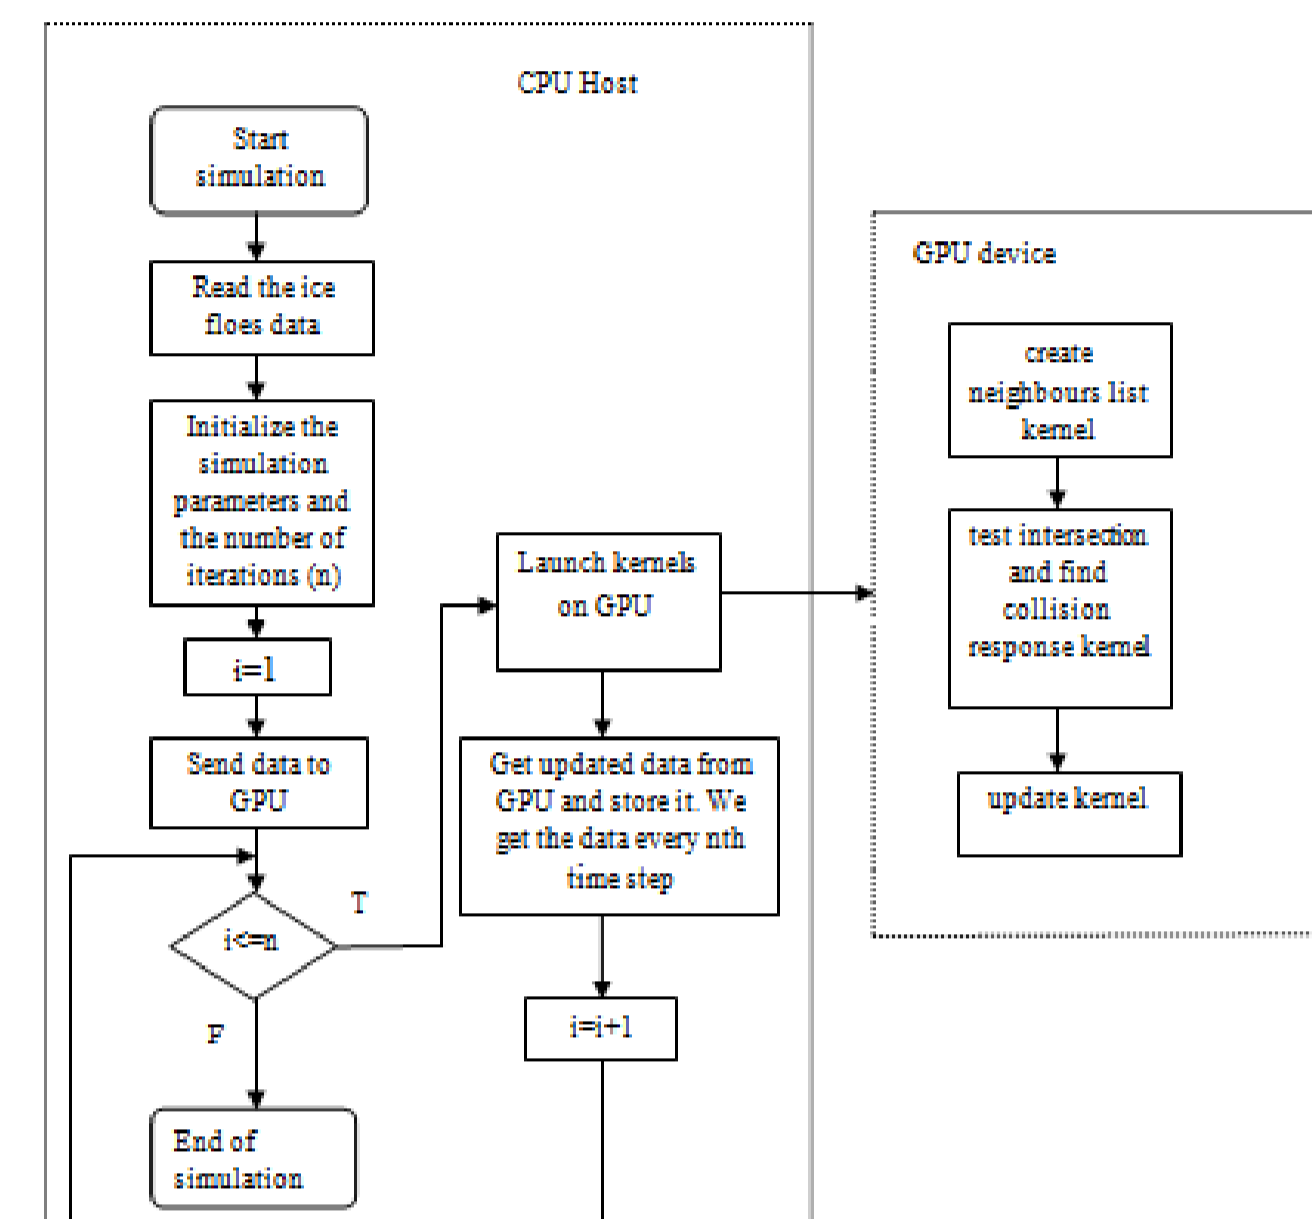 CPU Host
Start
simulation
Read the ice
floes data
Initialize the
simulation
parameters and
the number of
iterations (n)
i=1
Send data to
GPU
i<=n
T
F
End of
simulation
Launch kernels
on GPU
Get updated data from
GPU and store it. We
get the data every nth
time step
i=i+1
GPU device
create
neighbours list
kernel
test intersection
and find
collision
response kernel
update kernel